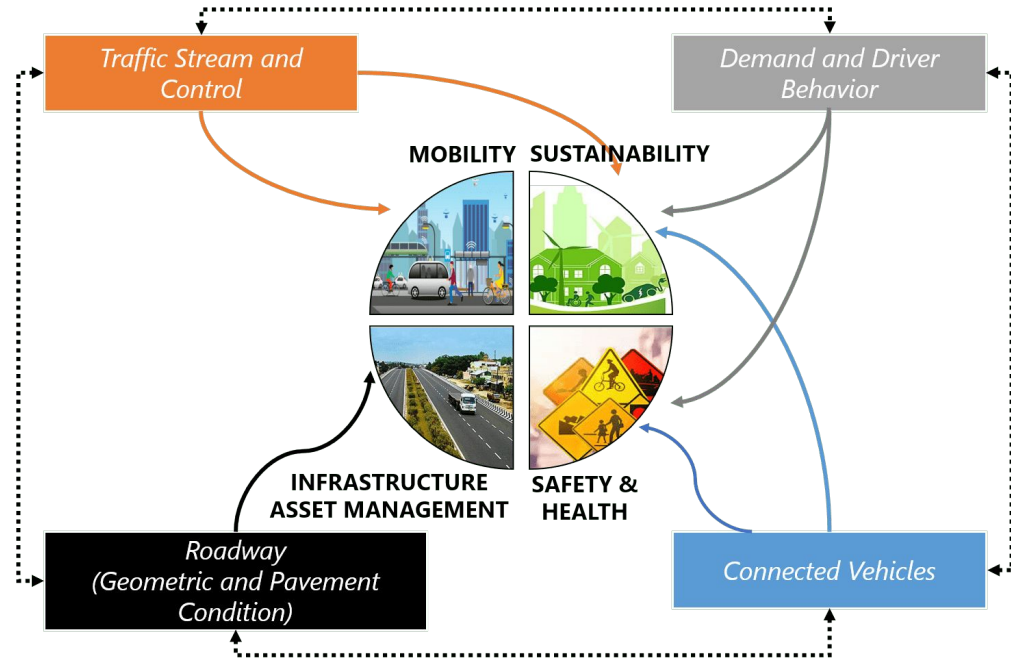 Traffic Stream and
Control
Demand and Driver
Behavior
MOBILITY
SUSTAINABILITY
INFRASTRUCTURE
ASSET MANAGEMENT
SAFETY &
HEALTH
Roadway
(Geometric and Pavement
Condition)
Connected Vehicles